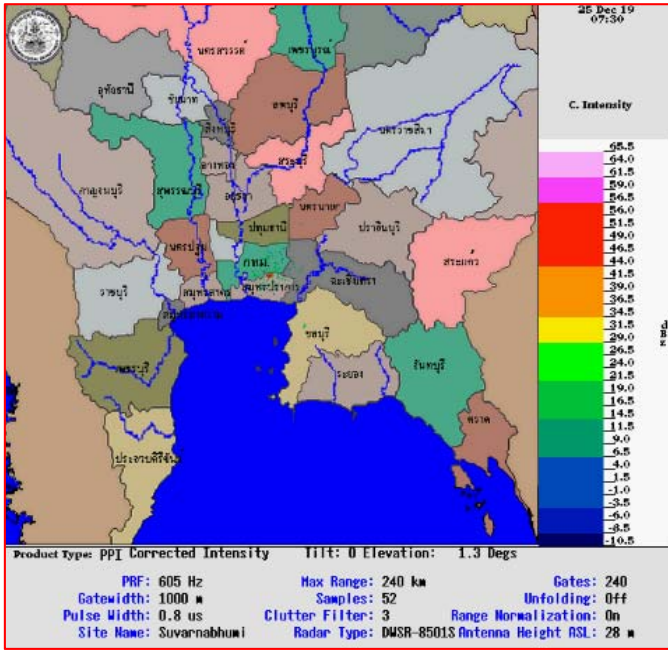 25 Dec 19
07:30
นครสวรรค์
เพชรบูรณ์
อุทัยธานี
ชัยนาท
ลพบุรี
สิงห์บุรี
นครราชสีมา
อ่างทอง
สระบุรี
กาญจนบุรี
สุพรรณบุรี
อยุธยา
นครนายก
ปราจีนบุรี
ปทุมธานี
นครปฐม
สระแก้ว
กทม.
ฉะเชิงเทรา
ราชบุรี
สมุทรสาคร
สมุทรปราการ
ชลบุรี
เพชรบุรี
ระยอง
จันทบุรี
ตราด
ประจวบคีรีขันธ์
C. Intensity
65.5
64.0
61.5
59.0
56.5
56.0
51.5
49.0
46.5
44.0
41.5
39.0
36.5
34.0
31.5
29.0
26.5
24.0
21.5
19.0
16.5
14.5
11.5
9.0
6.5
4.0
1.5
-1.0
-3.5
-6.0
-8.5
-10.5
Product Type: PPI Corrected Intensity Tilt: 0 Elevation: 1.3 Degs
PRF: 605 Hz Max Range: 240 km Gates: 240
Gatewidth: 1000 m Samples: 52 Unfolding: Off
Pulse Width: 0.8 us Clutter Filter: 3 Range Normalization: On
Site Name: Suvarnabhumi Radar Type: DWSR-8501S Antenna Height ASL: 28 m